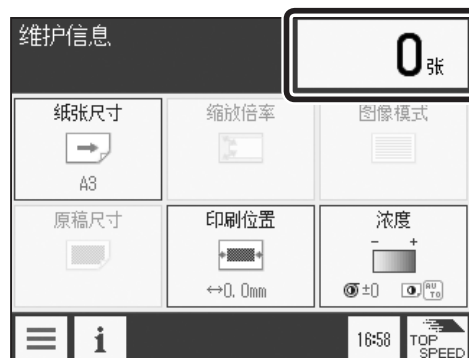 维护信息
0张
纸张尺寸
缩放倍率
图像模式
A3
原稿尺寸
印刷位置
浓度
- +
↔0.0mm
±0
AUTO
i
16:58
TOP SPEED